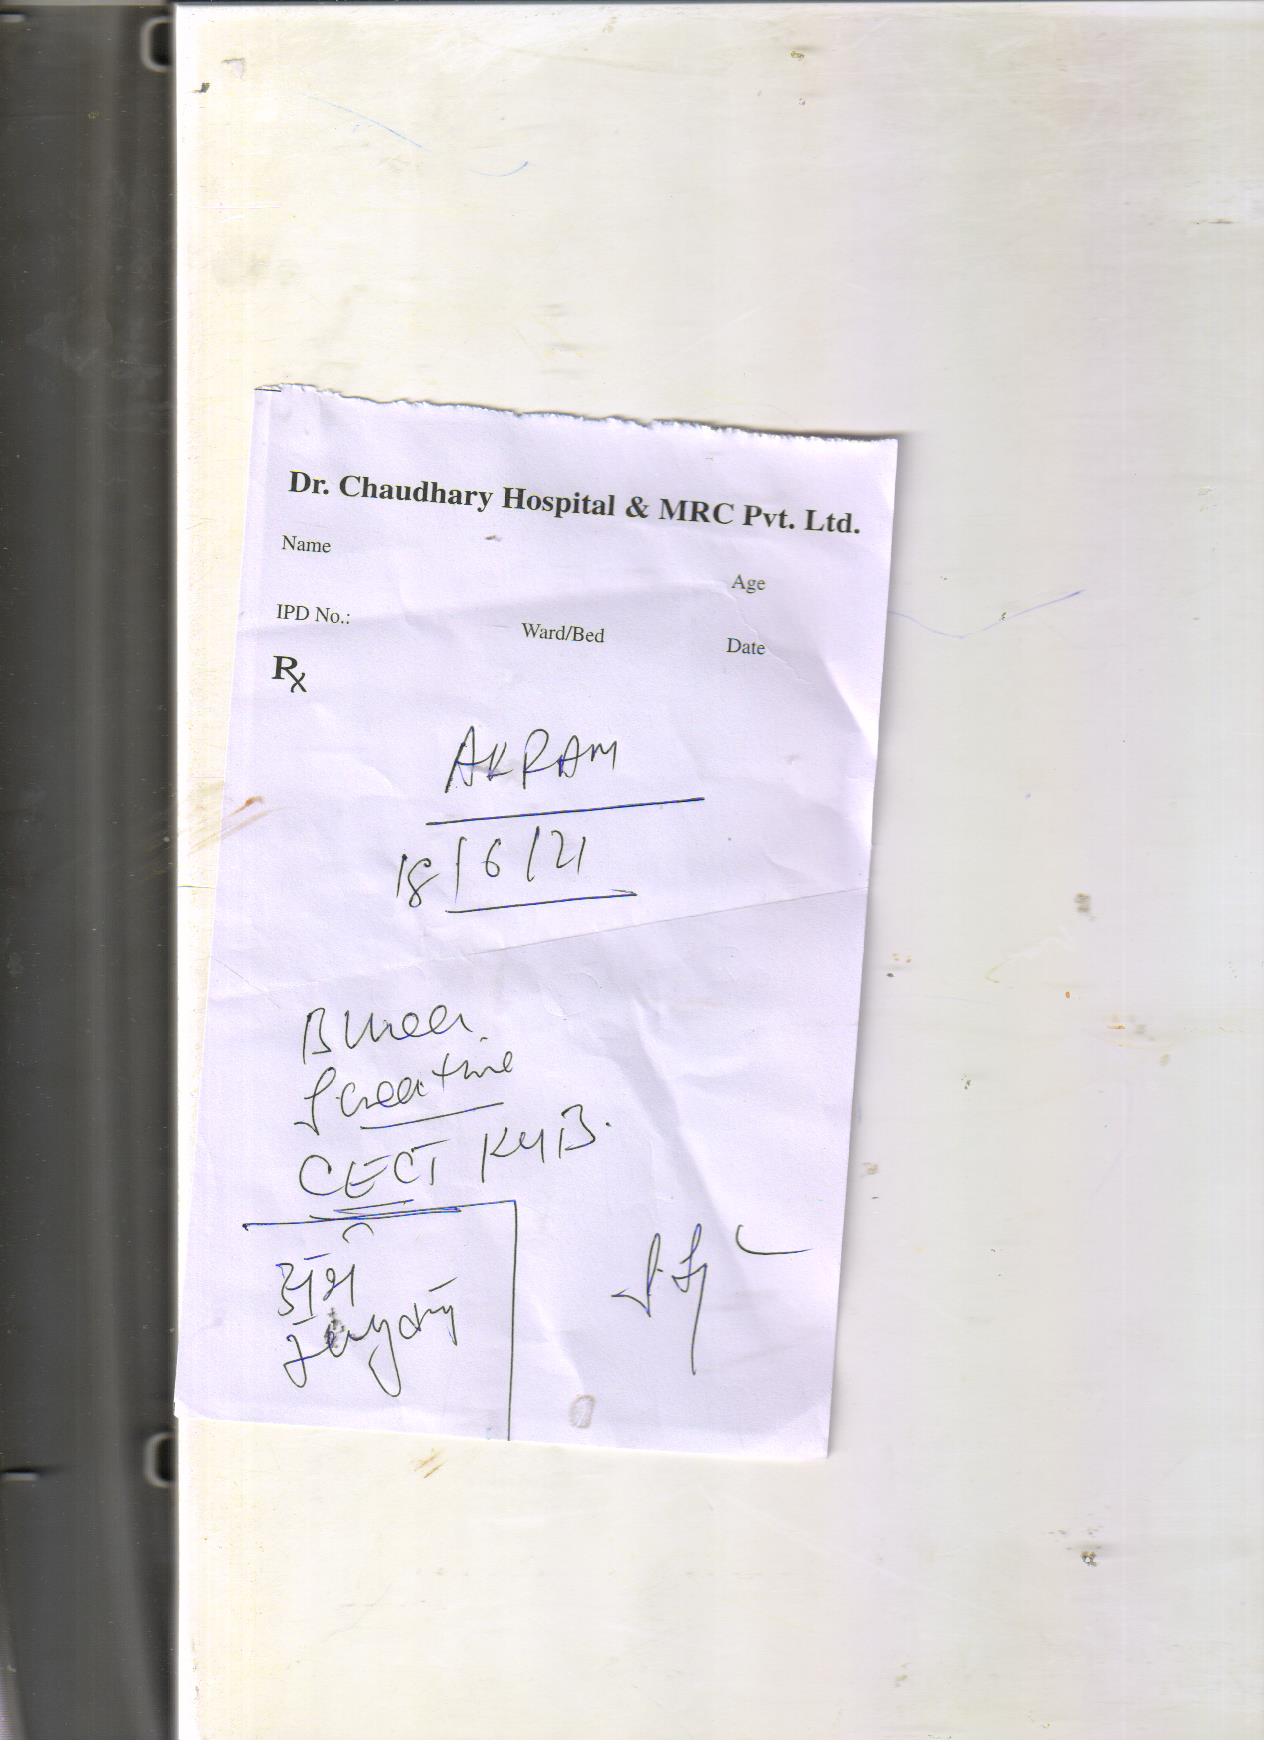 Dr. Chaudhary Hospital & MRC Pvt. Ltd.
Name
Age
IPD No.:
Ward/Bed
Date
Rx
AKRAM
18/6/21
B Urea
S Creatine
CECT KUB.